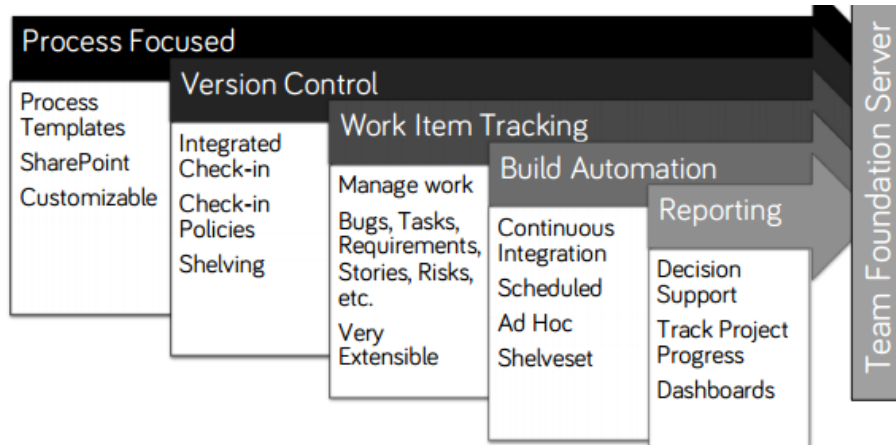 Process Focused
Process
Templates
SharePoint
Customizable
Version Control
Integrated
Check-in
Check-in
Policies
Shelving
Work Item Tracking
Manage work
Bugs, Tasks,
Requirements,
Stories, Risks,
etc.
Very
Extensible
Build Automation
Continuous
Integration
Scheduled
Ad Hoc
Shelveset
Reporting
Decision
Support
Track Project
Progress
Dashboards
Team Foundation Server